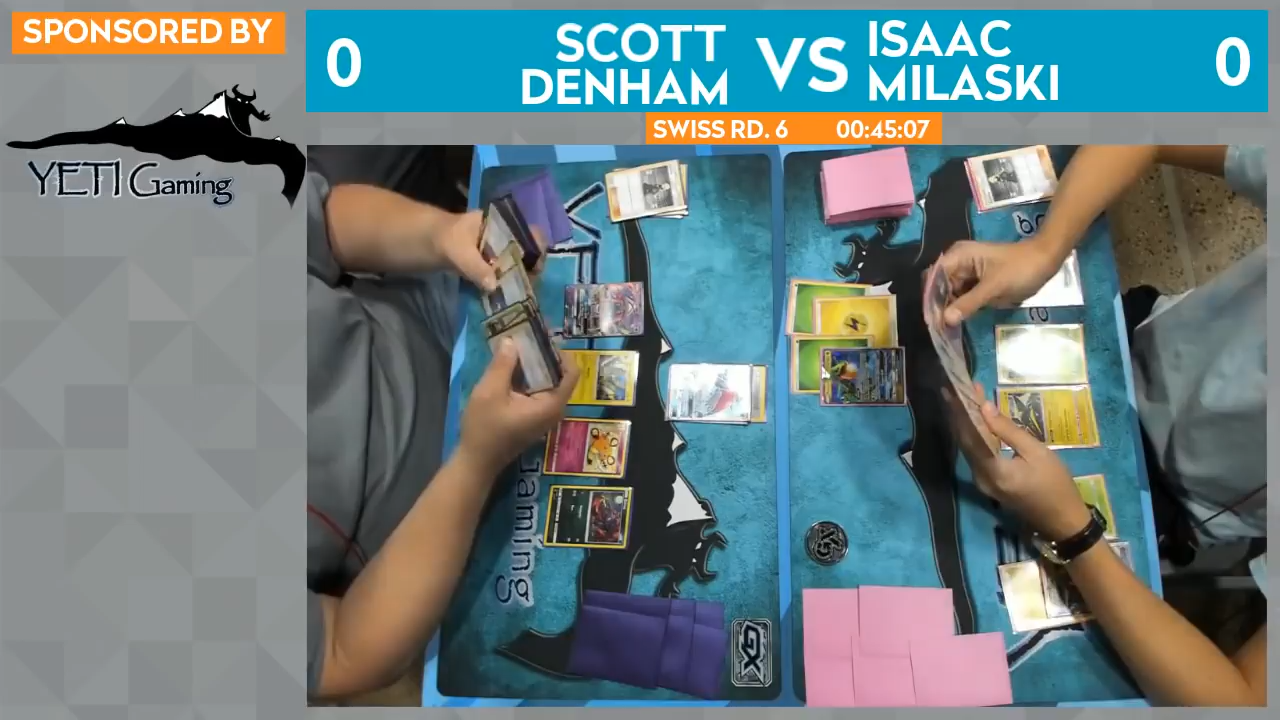 SPONSORED BY
YETI Gaming
0
SCOTT
DENHAM
VS
ISAAC
MILASKI
0
SWISS RD. 6
00:45:07
Gaming
GX